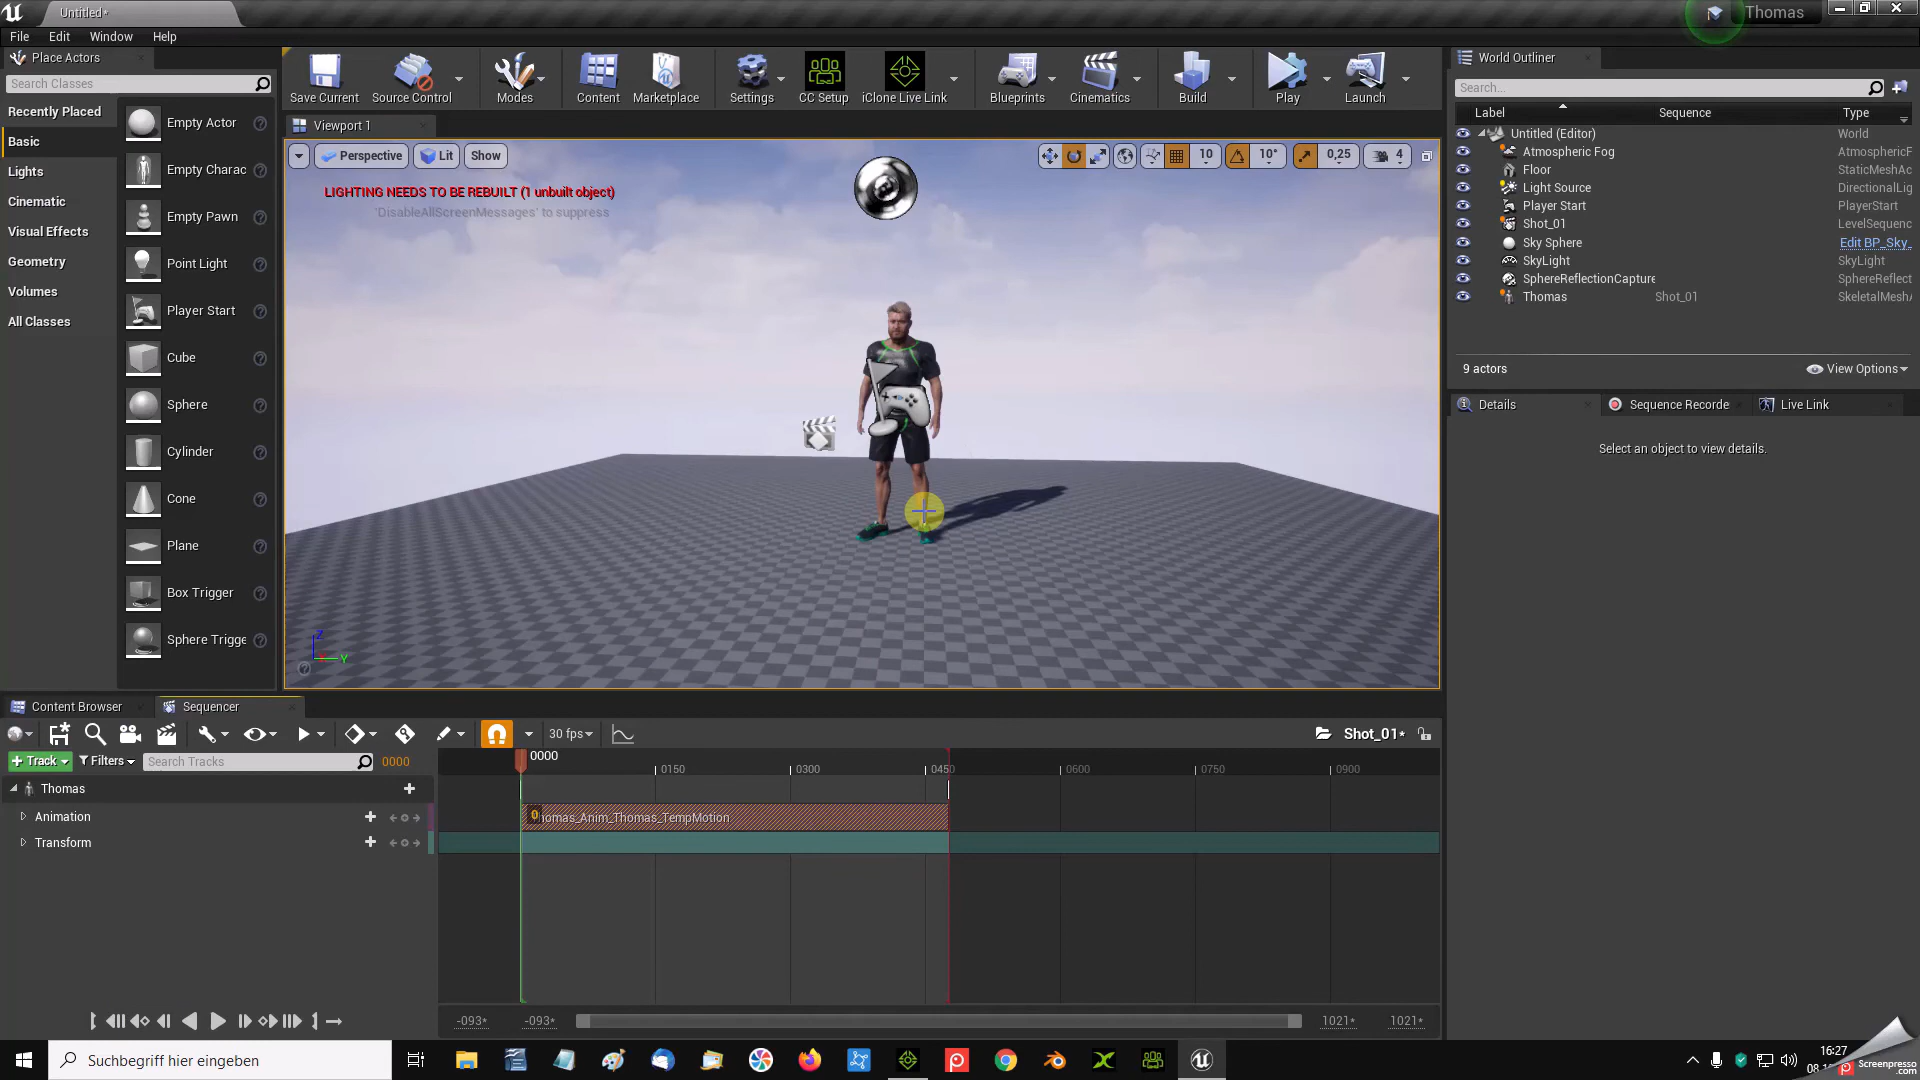 Untitled*
Thomas
File Edit Window Help
Place Actors
Search Classes
Recently Placed
Basic
Lights
Cinematic
Visual Effects
Geometry
Volumes
All Classes
Empty Actor
Empty Charac
Empty Pawn
Point Light
Player Start
Cube
Sphere
Cylinder
Cone
Plane
Box Trigger
Sphere Trigge
Save Current
Source Control
Modes
Content
Marketplace
Settings
CC Setup
iClone Live Link
Blueprints
Cinematics
Build
Play
Launch
Viewport 1
Perspective Lit Show
10 10° 0,25 4
LIGHTING NEEDS TO BE REBUILT (1 unbuilt object)
'DisableAllScreenMessages' to suppress
Z
Y
World Outliner
Search...
Label Sequence Type
Untitled (Editor) World
Atmospheric Fog AtmosphericF
Floor StaticMeshAc
Light Source DirectionalLig
Player Start PlayerStart
Shot_01 LevelSequenc
Sky Sphere Edit BP_Sky_
SkyLight SkyLight
SphereReflectionCapture SphereReflect
Thomas Shot_01 SkeletalMeshA
9 actors View Options
Details Sequence Recorde Live Link
Select an object to view details.
Content Browser Sequencer
30 fps
Shot_01*
+ Track Filters Search Tracks 0000
0000
0150 0300 0450 0600 0750 0900
Thomas
Animation
0 homas_Anim_Thomas_TempMotion
Transform
-093* -093* 1021* 1021*
Suchbegriff hier eingeben
16:27
08.1
Screenpresso
.com